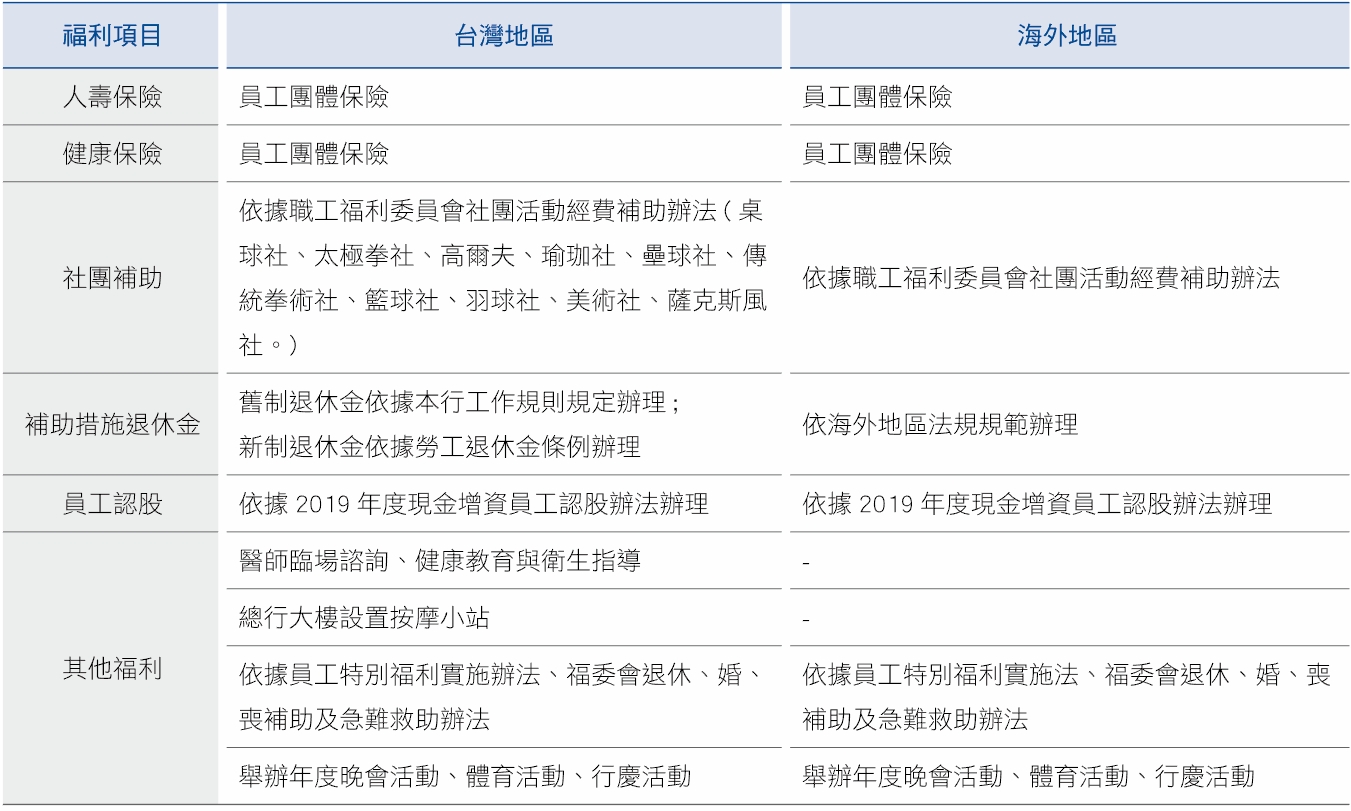 福利項目 台灣地區 海外地區
人壽保險 員工團體保險 員工團體保險
健康保險 員工團體保險 員工團體保險
社團補助
依據職工福利委員會社團活動經費補助辦法 ( 桌
球社、太極拳社、高爾夫、瑜珈社、壘球社、傳
統拳術社、籃球社、羽球社、美術社、薩克斯風
社。)
依據職工福利委員會社團活動經費補助辦法
補助措施退休金
舊制退休金依據本行工作規則規定辦理 ;
新制退休金依據勞工退休金條例辦理
依海外地區法規規範辦理
員工認股 依據 2019 年度現金增資員工認股辦法辦理 依據 2019 年度現金增資員工認股辦法辦理
其他福利
醫師臨場諮詢、健康教育與衛生指導 -
總行大樓設置按摩小站 -
依據員工特別福利實施辦法、福委會退休、婚、
喪補助及急難救助辦法
依據員工特別福利實施法、福委會退休、婚、喪
補助及急難救助辦法
舉辦年度晚會活動、體育活動、行慶活動 舉辦年度晚會活動、體育活動、行慶活動